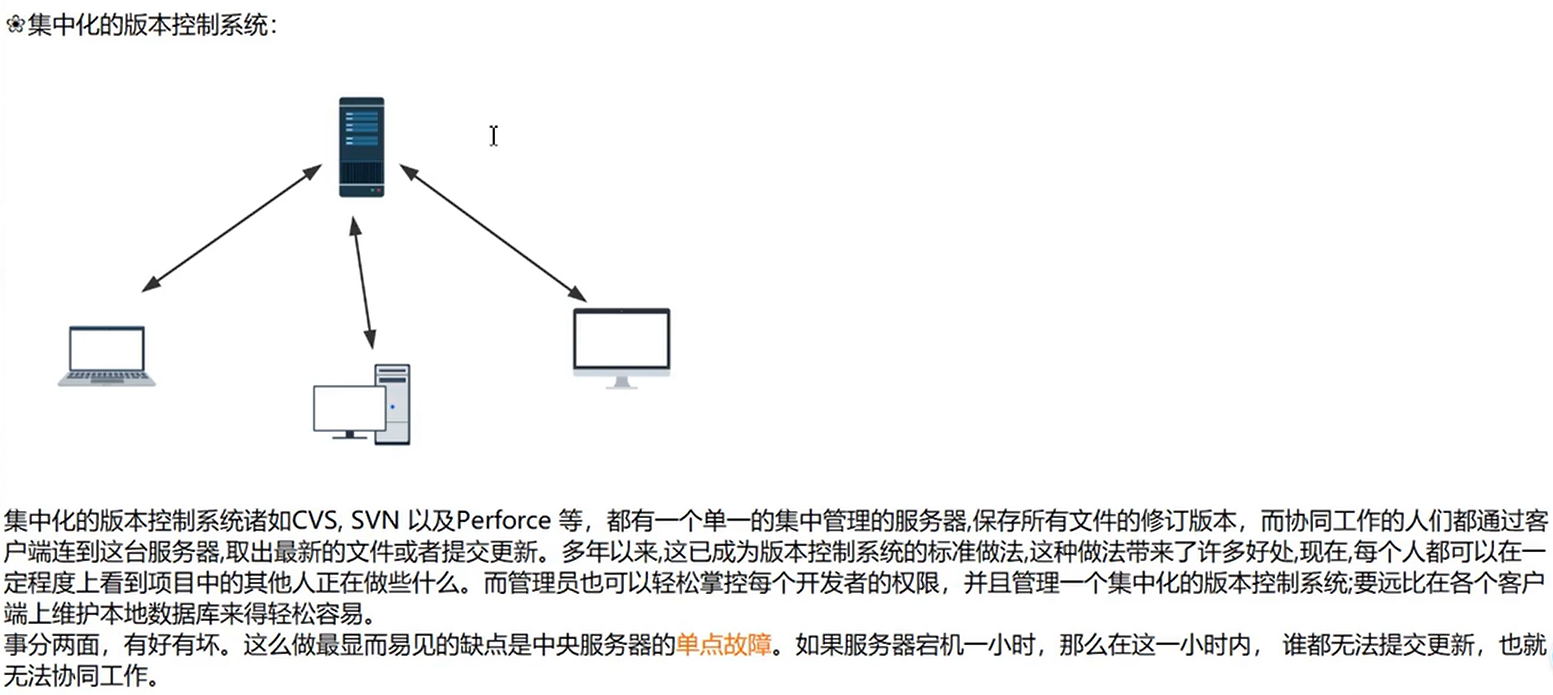 ❀集中化的版本控制系统：
集中化的版本控制系统诸如CVS, SVN 以及Perforce 等，都有一个单一的集中管理的服务器,保存所有文件的修订版本，而协同工作的人们都通过客
户端连到这台服务器,取出最新的文件或者提交更新。多年以来,这已成为版本控制系统的标准做法,这种做法带来了许多好处,现在,每个人都可以在一
定程度上看到项目中的其他人正在做些什么。而管理员也可以轻松掌控每个开发者的权限，并且管理一个集中化的版本控制系统;要远比在各个客户
端上维护本地数据库来得轻松容易。
事分两面，有好有坏。这么做最显而易见的缺点是中央服务器的单点故障。如果服务器宕机一小时，那么在这一小时内， 谁都无法提交更新，也就
无法协同工作。